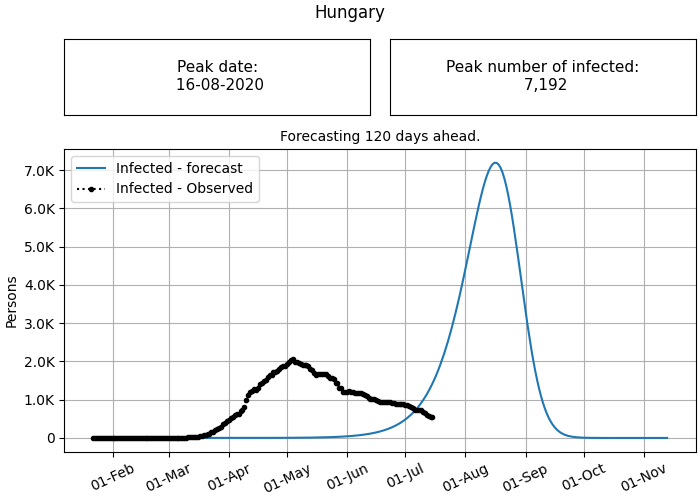 Hungary
Peak date:
16-08-2020
Peak number of infected:
7,192
Forecasting 120 days ahead.
Infected - forecast
Infected - Observed
Persons
7.0K
6.0K
5.0K
4.0K
3.0K
2.0K
1.0K
0
01-Feb
01-Mar
01-Apr
01-May
01-Jun
01-Jul
01-Aug
01-Sep
01-Oct
01-Nov